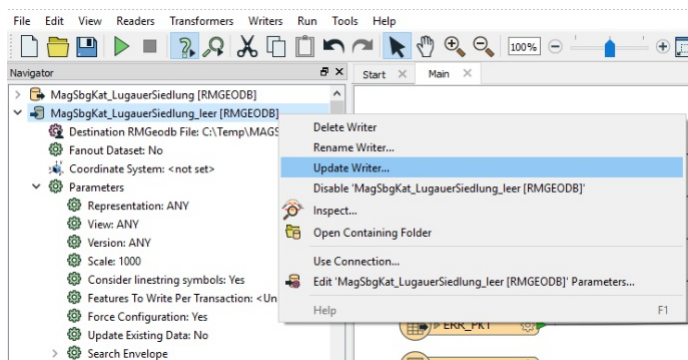 File Edit View Readers Transformers Writers Run Tools Help
100%
Navigator
Start
Main
MagSbgKat_LugauerSiedlung [RMGEODB]
MagSbgKat_LugauerSiedlung_leer [RMGEODB]
Destination RMGeodb File: C:\Temp\MAGS
Fanout Dataset: No
Coordinate System: <not set>
Parameters
Representation: ANY
View: ANY
Version: ANY
Scale: 1000
Consider linestring symbols: Yes
Features To Write Per Transaction: <Un
Force Configuration: Yes
Update Existing Data: No
Search Envelope
Delete Writer
Rename Writer...
Update Writer...
Disable 'MagSbgKat_LugauerSiedlung_leer [RMGEODB]'
Inspect...
Open Containing Folder
Use Connection...
Edit 'MagSbgKat_LugauerSiedlung_leer [RMGEODB]' Parameters...
Help F1
ERR_PKT